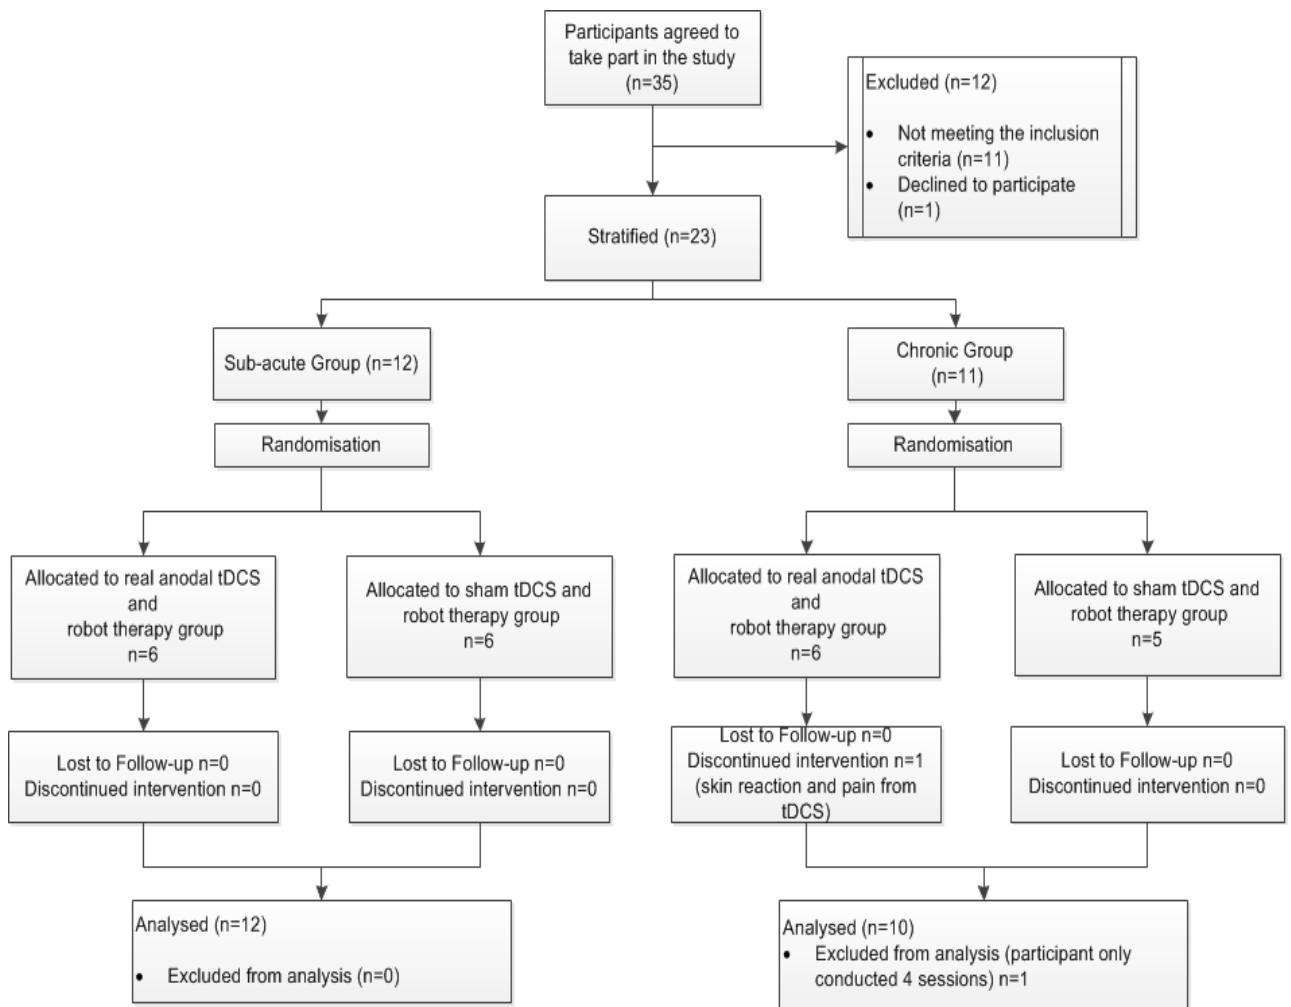 Participants agreed to
take part in the study
(n=35)
Excluded (n=12)
• Not meeting the inclusion
criteria (n=11)
• Declined to participate
(n=1)
Stratified (n=23)
Sub-acute Group (n=12)
Chronic Group
(n=11)
Randomisation
Randomisation
Allocated to real anodal tDCS
and
robot therapy group
n=6
Allocated to sham tDCS and
robot therapy group
n=6
Allocated to real anodal tDCS
and
robot therapy group
n=6
Allocated to sham tDCS and
robot therapy group
n=5
Lost to Follow-up n=0
Discontinued intervention n=0
Lost to Follow-up n=0
Discontinued intervention n=0
Lost to Follow-up n=0
Discontinued intervention n=1
(skin reaction and pain from
tDCS)
Lost to Follow-up n=0
Discontinued intervention n=0
Analysed (n=12)
• Excluded from analysis (n=0)
Analysed (n=10)
• Excluded from analysis (participant only
conducted 4 sessions) n=1